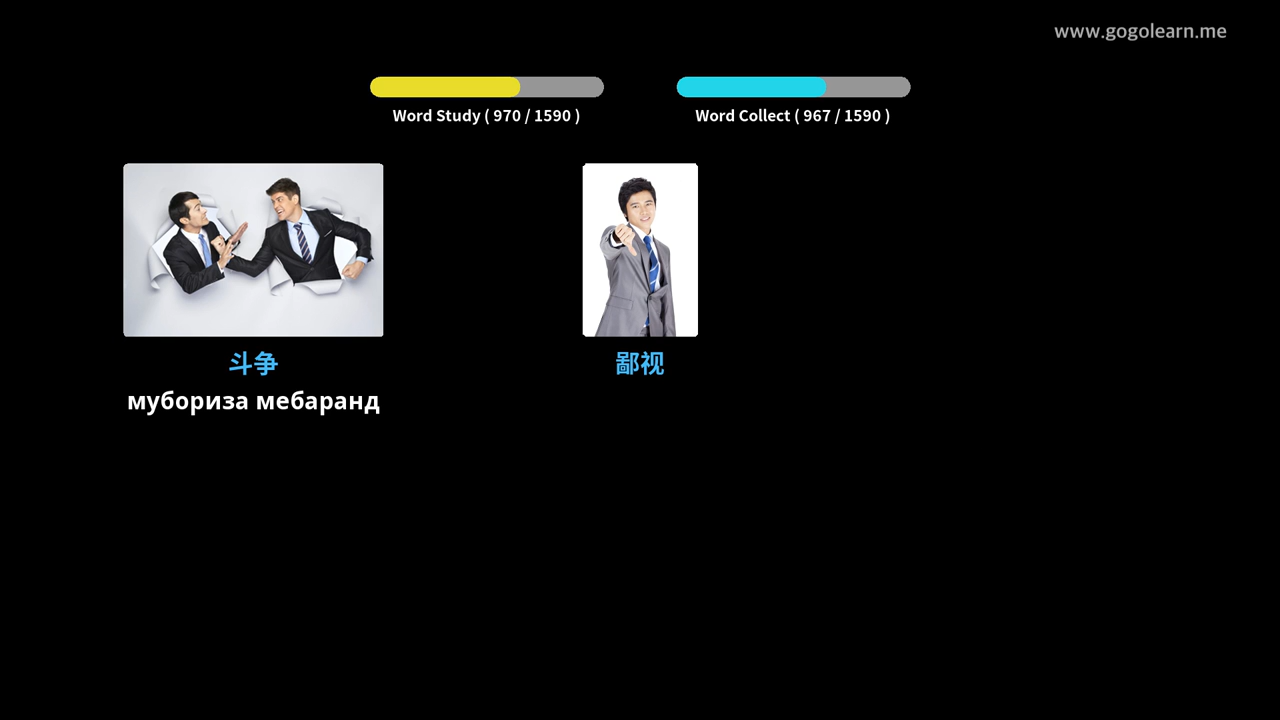 www.gogolearn.me
Word Study ( 970 / 1590 )
Word Collect ( 967 / 1590 )
斗争
鄙视
мубориза мебаранд